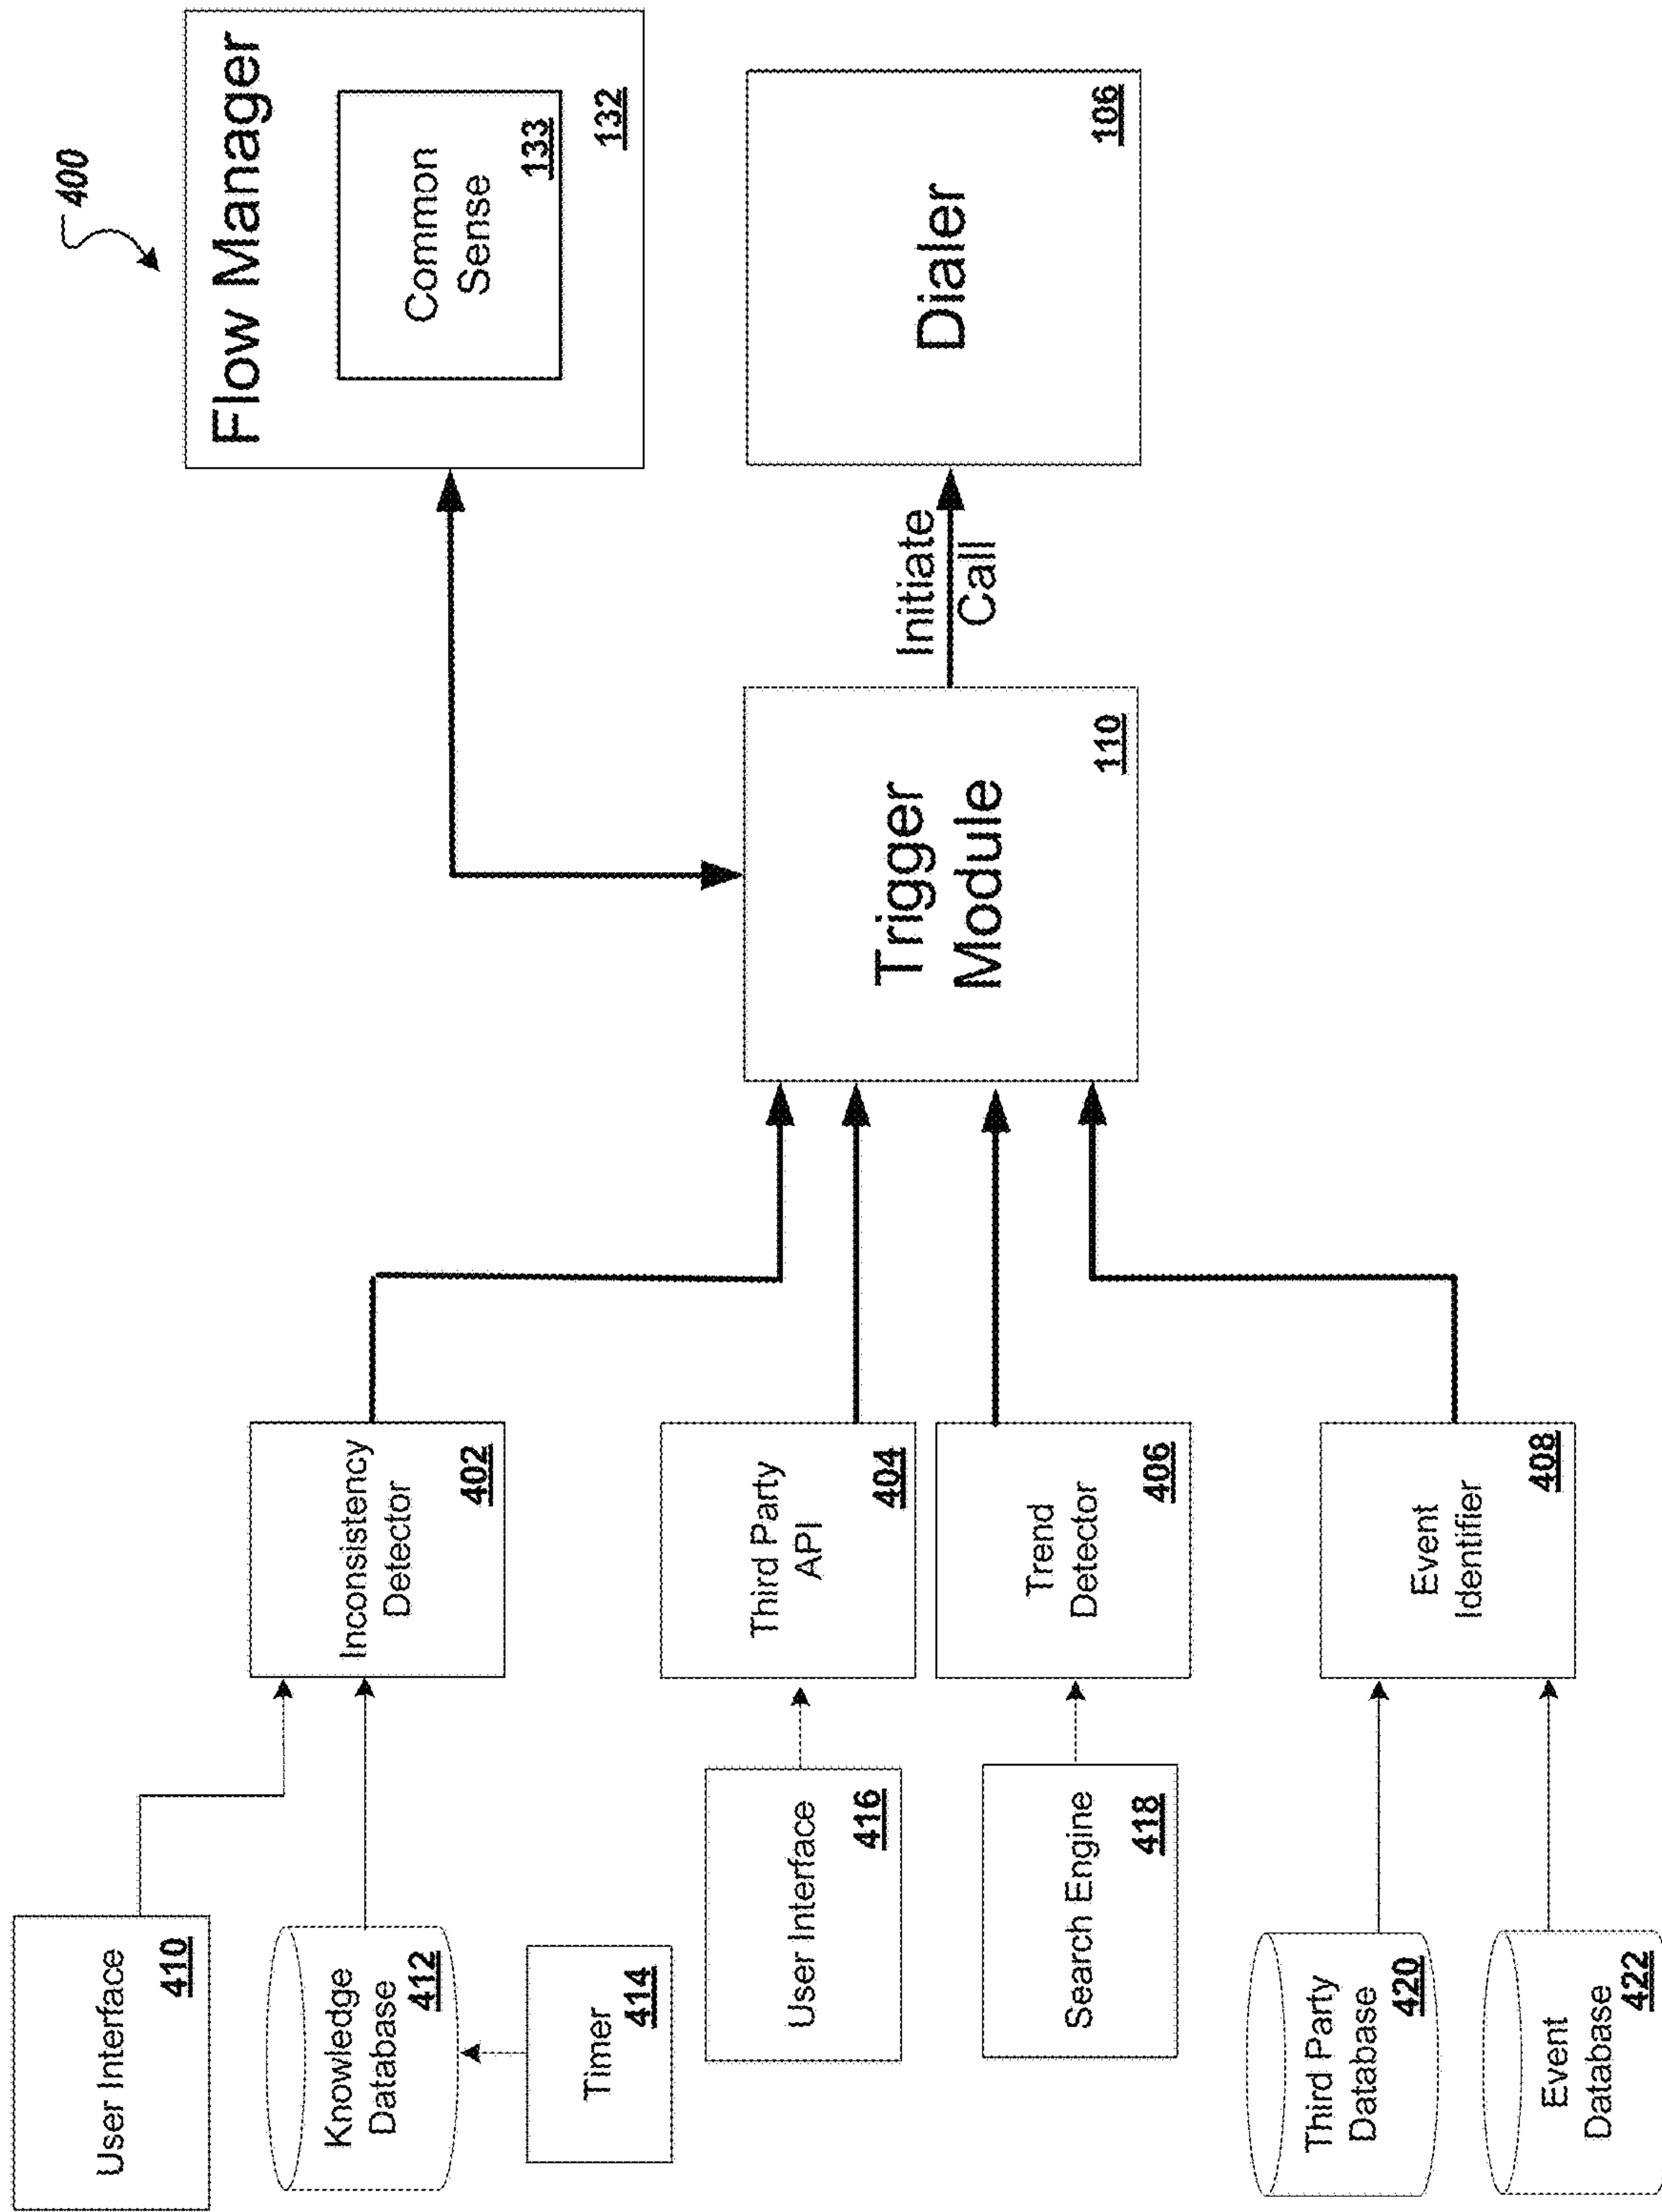 400
User Interface
410
Knowledge
Database
412
Timer
414
Inconsistency
Detector
402
User Interface
416
Third Party
API
404
Search Engine
418
Trend
Detector
406
Third Party
Database
420
Event
Database
422
Event
Identifier
408
Trigger
Module
110
Initiate
Call
Flow Manager
Common
Sense
133
132
Dialer
106